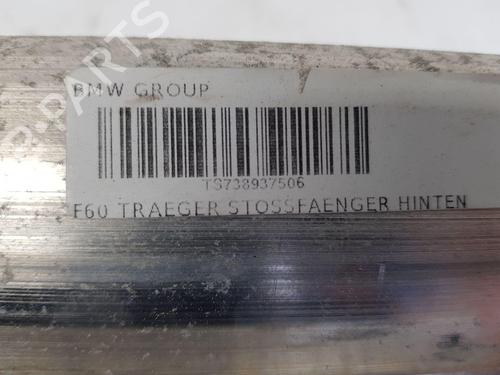 BMW GROUP
TS738937506
F60 TRAEGER STOSSFAENGER HINTEN